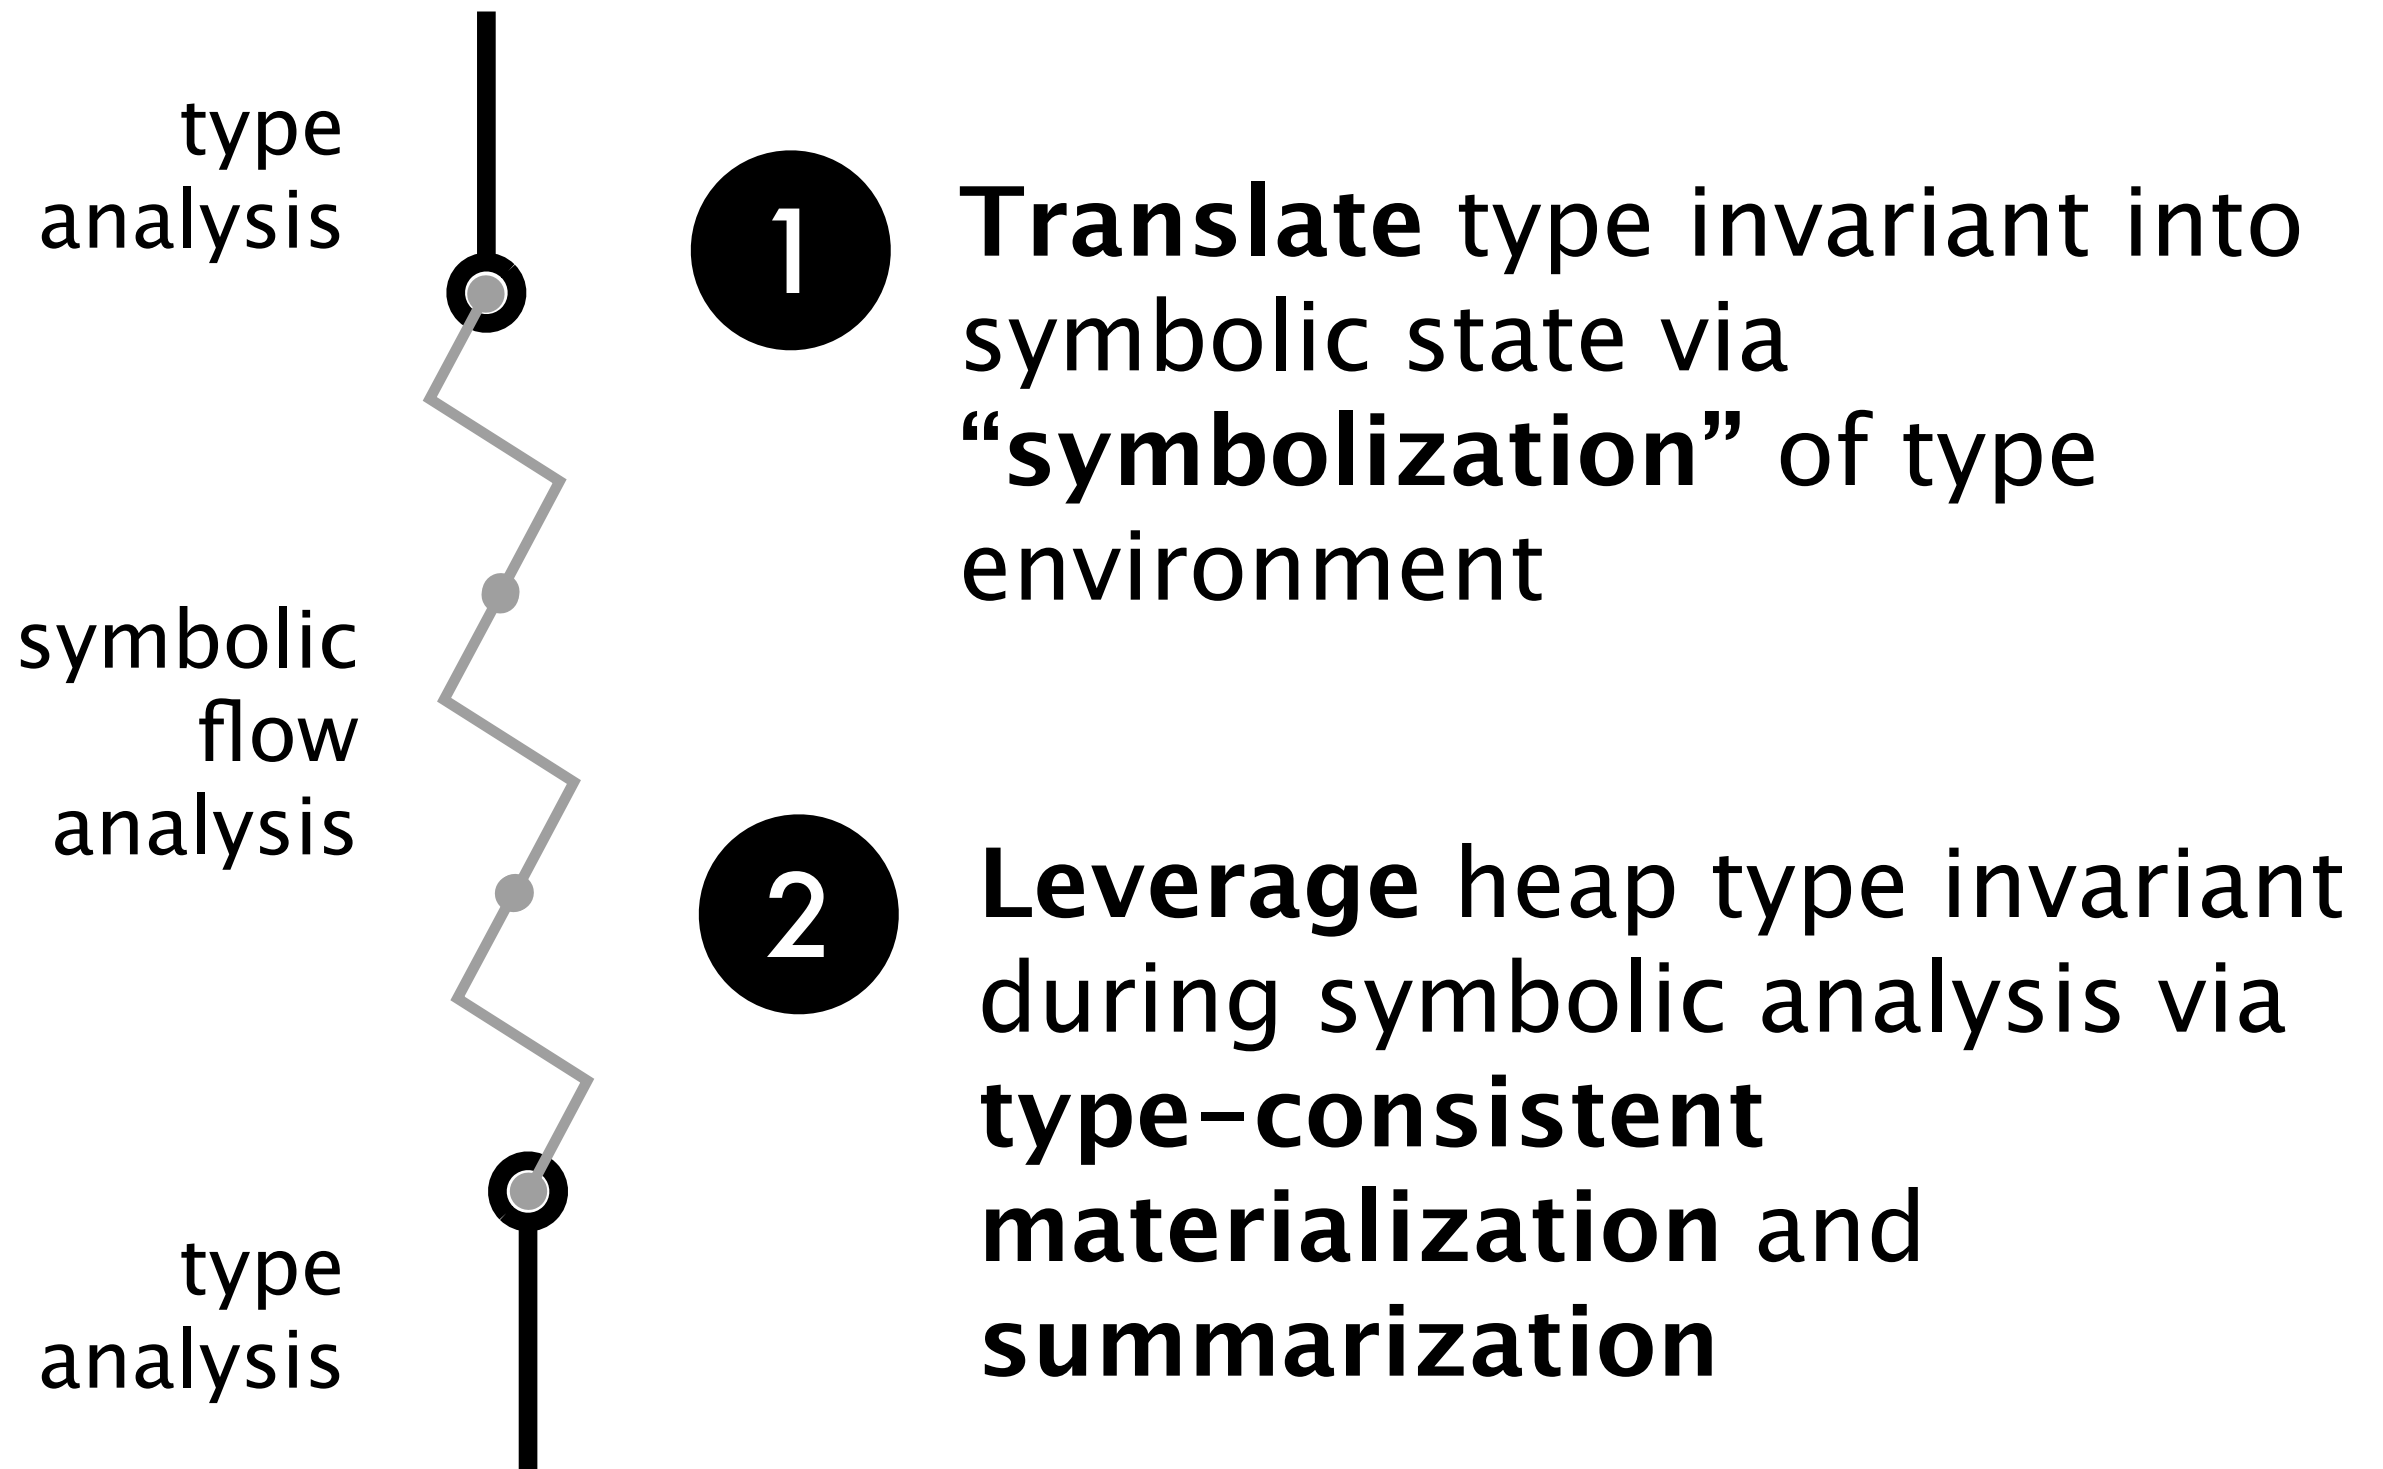 type
analysis
1
Translate type invariant into
symbolic state via
“symbolization” of type
environment
symbolic
flow
analysis
2
Leverage heap type invariant
during symbolic analysis via
type-consistent
materialization and
summarization
type
analysis